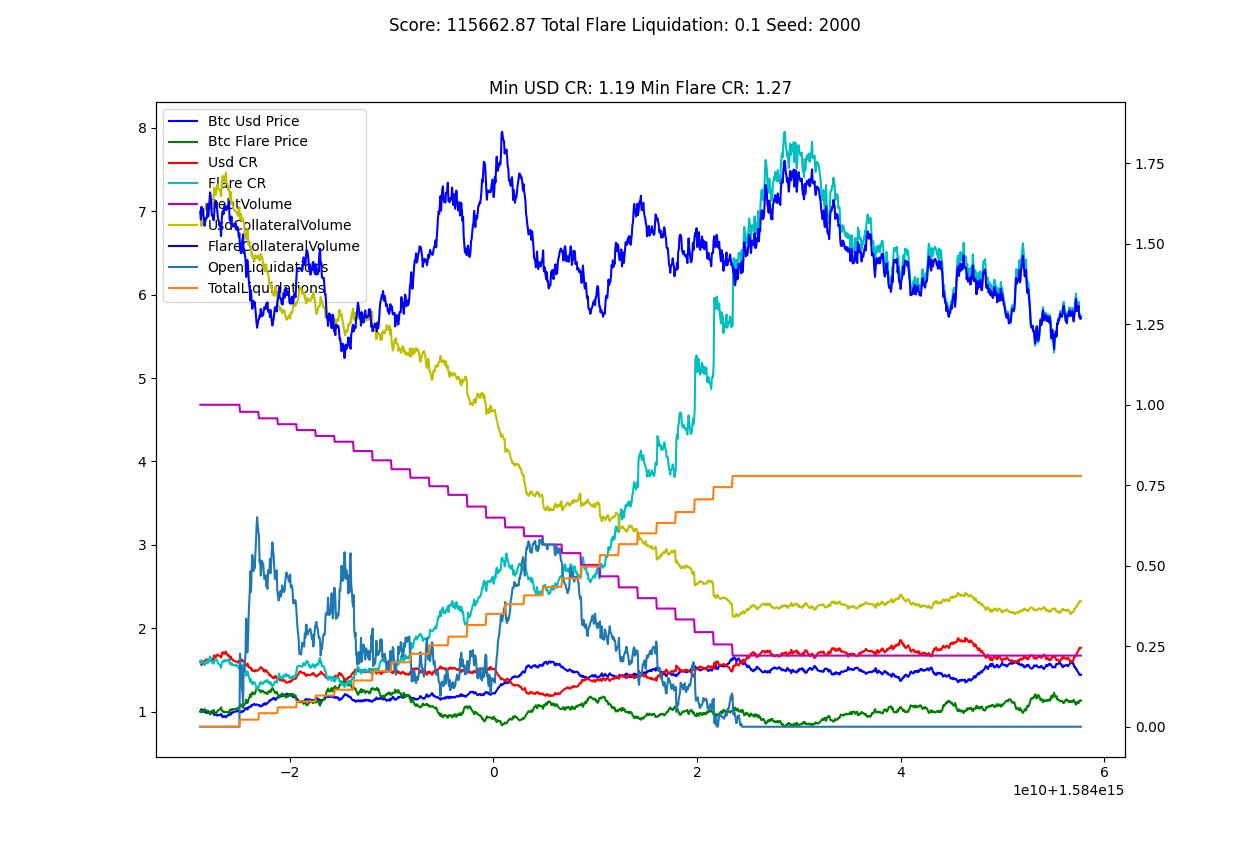 Score: 115662.87 Total Flare Liquidation: 0.1 Seed: 2000
Min USD CR: 1.19 Min Flare CR: 1.27
Btc Usd Price
Btc Flare Price
Usd CR
Flare CR
DebtVolume
UsdCollateralVolume
FlareCollateralVolume
OpenLiquidations
TotalLiquidations
8
7
6
5
4
3
2
1
1.75
1.50
1.25
1.00
0.75
0.50
0.25
0.00
−2
0
2
4
6
1e10+1.584e15